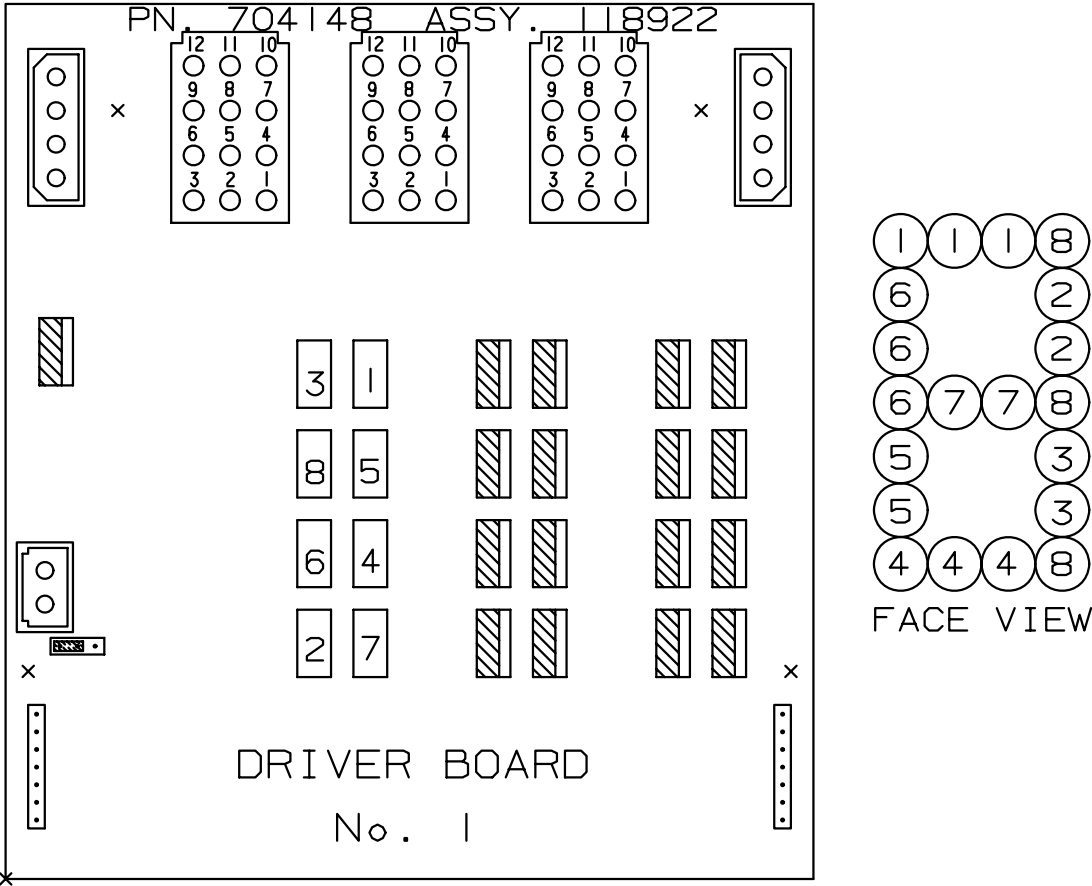 PN. 704148 ASSY. 118922
12 11 10 12 11 10 12 11 10
9 8 7 9 8 7 9 8 7
6 5 4 6 5 4 6 5 4
3 2 1 3 2 1 3 2 1
1 1 1 8
6 2
6 2
6 7 7 8
5 3
5 3
4 4 4 8
FACE VIEW
3 1
8 5
6 4
2 7
DRIVER BOARD
No. 1